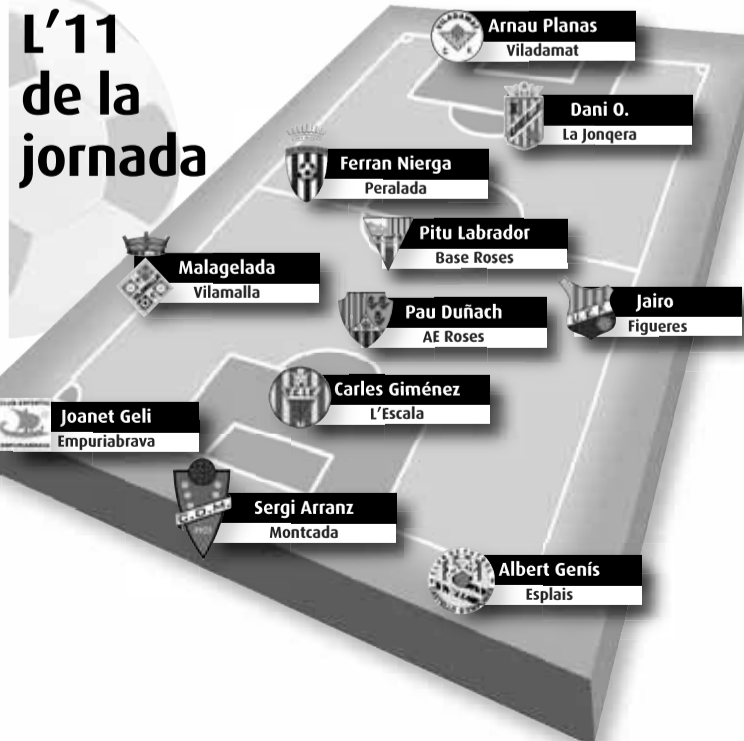 L'11
de la
jornada
Arnau Planas
Viladamat
Dani O.
La Jonqera
Ferran Nierga
Peralada
Pitu Labrador
Base Roses
Malagelada
Vilamalla
Pau Duñach
AE Roses
Jairo
Figueres
Carles Giménez
L'Escala
Joanet Geli
Empuriabrava
Sergi Arranz
Montcada
Albert Genís
Esplais
VILADAMAT
G.D.M.